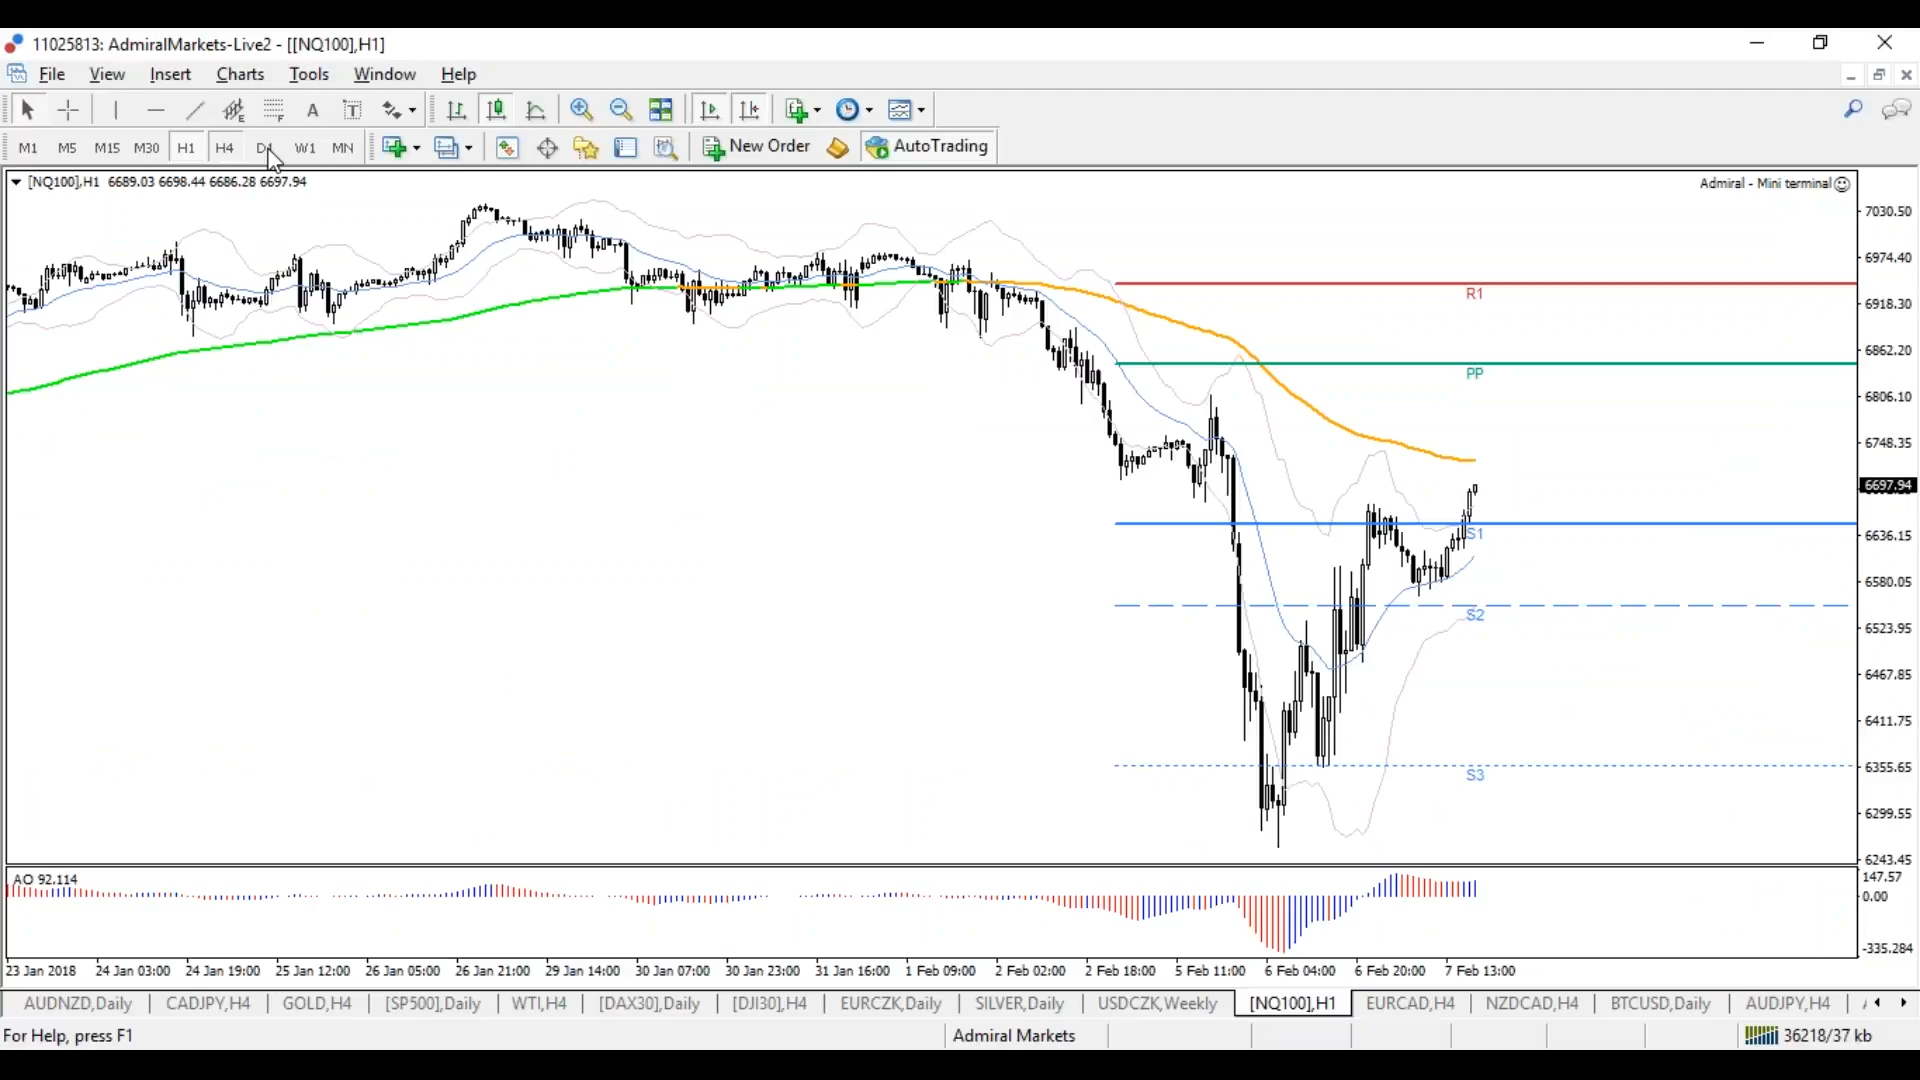 11025813: AdmiralMarkets-Live2 - [[NQ100],H1]
File View Insert Charts Tools Window Help
A T E F
M1 M5 M15 M30 H1 H4 W1 MN New Order AutoTrading
[NQ100],H1 6689.03 6698.44 6686.28 6697.94
Admiral - Mini terminal
7030.50
6974.40
R1
6918.30
6862.20
PP
6806.10
6748.35
6697.94
S1
6636.15
6580.05
S2
6523.95
6467.85
6411.75
6355.65
S3
6299.55
6243.45
AO 92.114
147.57
0.00
-335.284
23 Jan 2018 24 Jan 03:00 24 Jan 19:00 25 Jan 12:00 26 Jan 05:00 26 Jan 21:00 29 Jan 14:00 30 Jan 07:00 30 Jan 23:00 31 Jan 16:00 1 Feb 09:00 2 Feb 02:00 2 Feb 18:00 5 Feb 11:00 6 Feb 04:00 6 Feb 20:00 7 Feb 13:00
AUDNZD,Daily CADJPY,H4 GOLD,H4 [SP500],Daily WTI,H4 [DAX30],Daily [DJI30],H4 EURCZK,Daily SILVER,Daily USDCZK,Weekly [NQ100],H1 EURCAD,H4 NZDCAD,H4 BTCUSD,Daily AUDJPY,H4
For Help, press F1
Admiral Markets
36218/37 kb